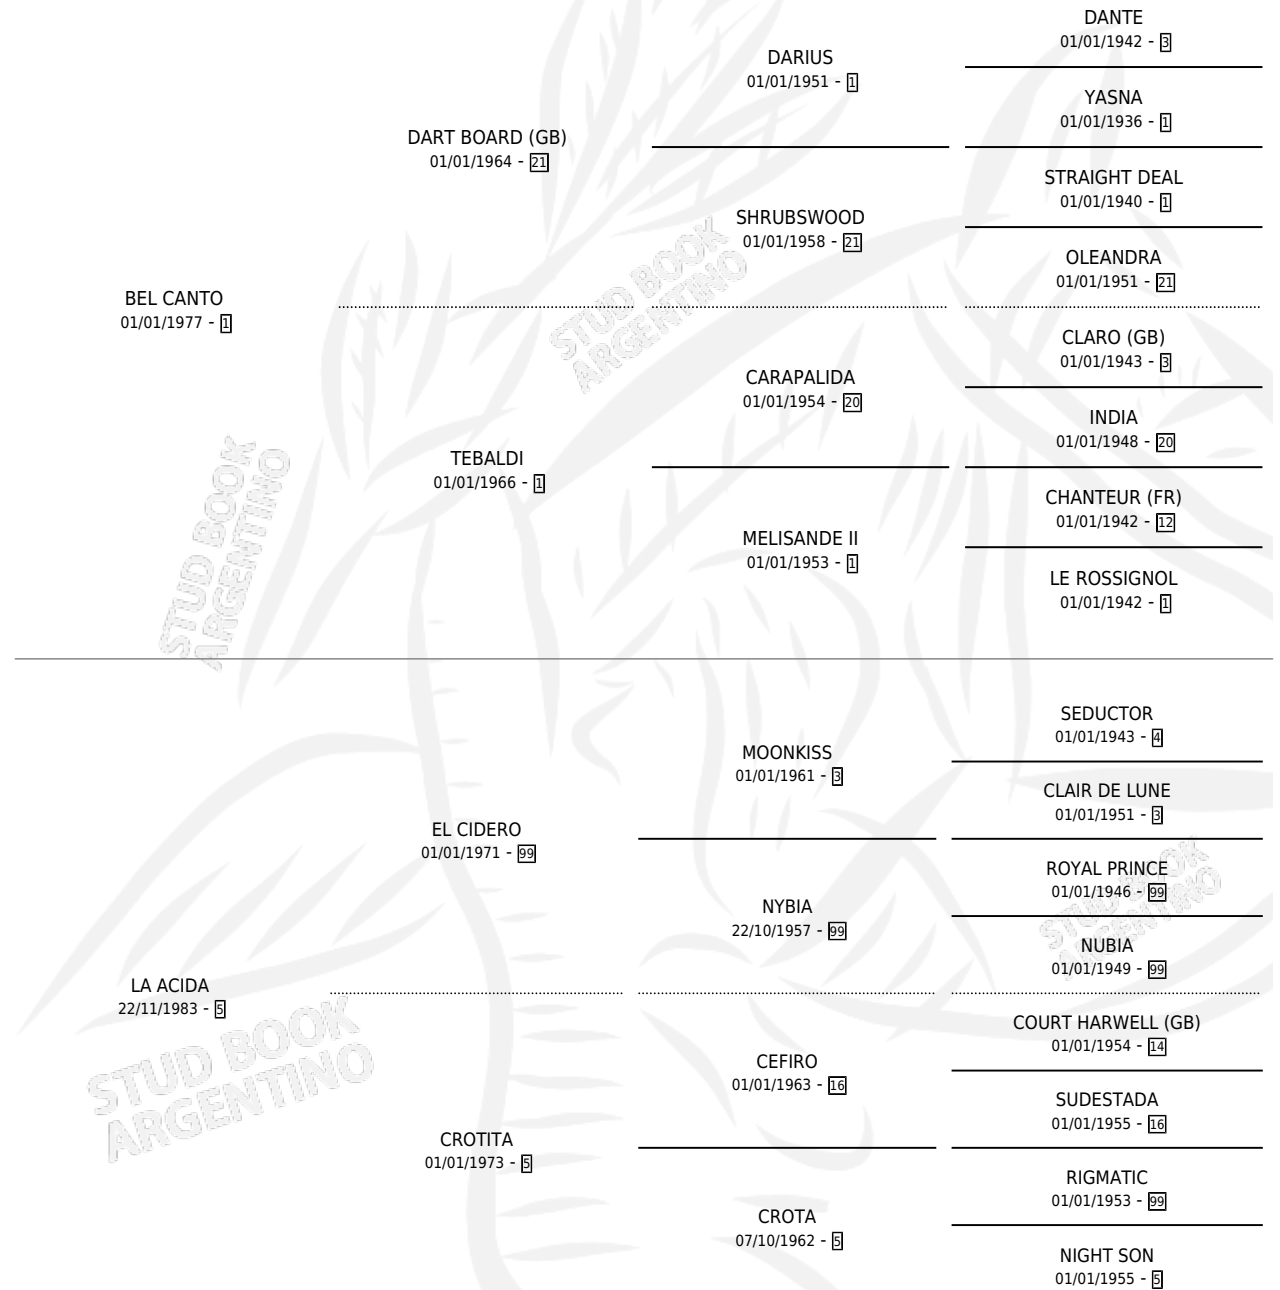 DANTE
01/01/1942 - 3
DARIUS
01/01/1951 - 1
YASNA
01/01/1936 - 1
DART BOARD (GB)
01/01/1964 - 21
STRAIGHT DEAL
01/01/1940 - 1
SHRUBSWOOD
01/01/1958 - 21
OLEANDRA
01/01/1951 - 21
BEL CANTO
01/01/1977 - 1
CLARO (GB)
01/01/1943 - 3
CARAPALIDA
01/01/1954 - 20
INDIA
01/01/1948 - 20
TEBALDI
01/01/1966 - 1
CHANTEUR (FR)
01/01/1942 - 12
MELISANDE II
01/01/1953 - 1
LE ROSSIGNOL
01/01/1942 - 1
SEDUCTOR
01/01/1943 - 4
MOONKISS
01/01/1961 - 3
CLAIR DE LUNE
01/01/1951 - 3
EL CIDERO
01/01/1971 - 99
ROYAL PRINCE
01/01/1946 - 99
NYBIA
22/10/1957 - 99
NUBIA
01/01/1949 - 99
LA ACIDA
22/11/1983 - 5
COURT HARWELL (GB)
01/01/1954 - 14
CEFIRO
01/01/1963 - 16
SUDESTADA
01/01/1955 - 16
CROTITA
01/01/1973 - 5
RIGMATIC
01/01/1953 - 99
CROTA
07/10/1962 - 5
NIGHT SON
01/01/1955 - 5
STUD BOOK
ARGENTINO
STUD BOOK
ARGENTINO
STUD BOOK
ARGENTINO
STUD BOOK
ARGENTINO